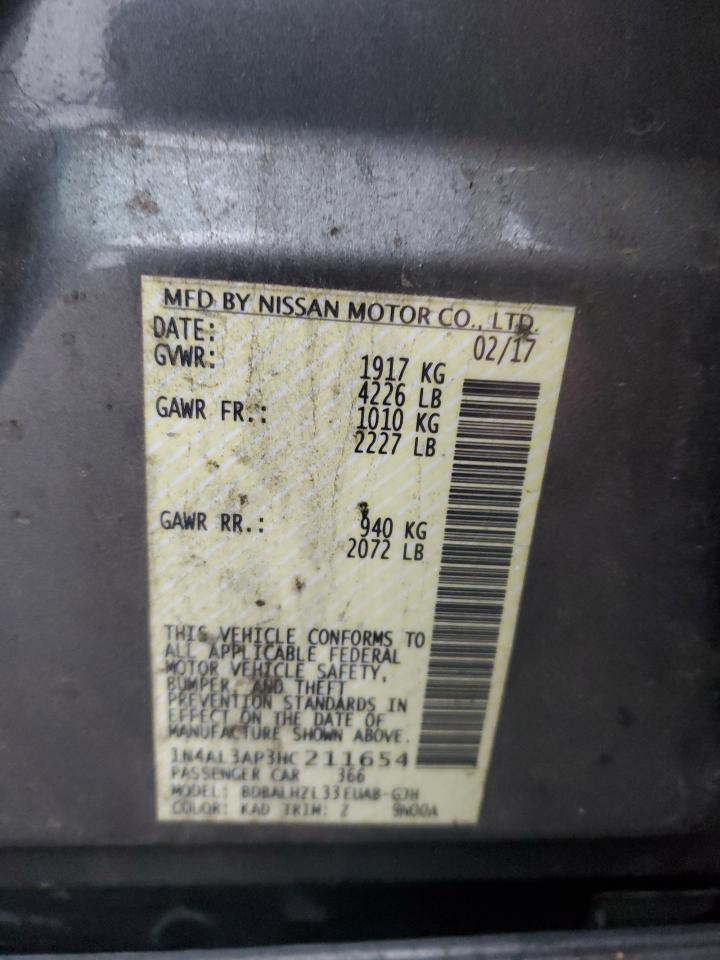 MFD BY NISSAN MOTOR CO., LTD.
DATE: 02/17
GVWR: 1917 KG
4226 LB
GAWR FR.: 1010 KG
2227 LB
GAWR RR.: 940 KG
2072 LB
THIS VEHICLE CONFORMS TO
ALL APPLICABLE FEDERAL
MOTOR VEHICLE SAFETY,
BUMPER, AND THEFT
PREVENTION STANDARDS IN
EFFECT ON THE DATE OF
MANUFACTURE SHOWN ABOVE.
1N4AL3AP3HC211654
PASSENGER CAR 366
MODEL: BDBALHZL33EUAB-GJH
COLOR: KAD TRIM: Z 9N00A